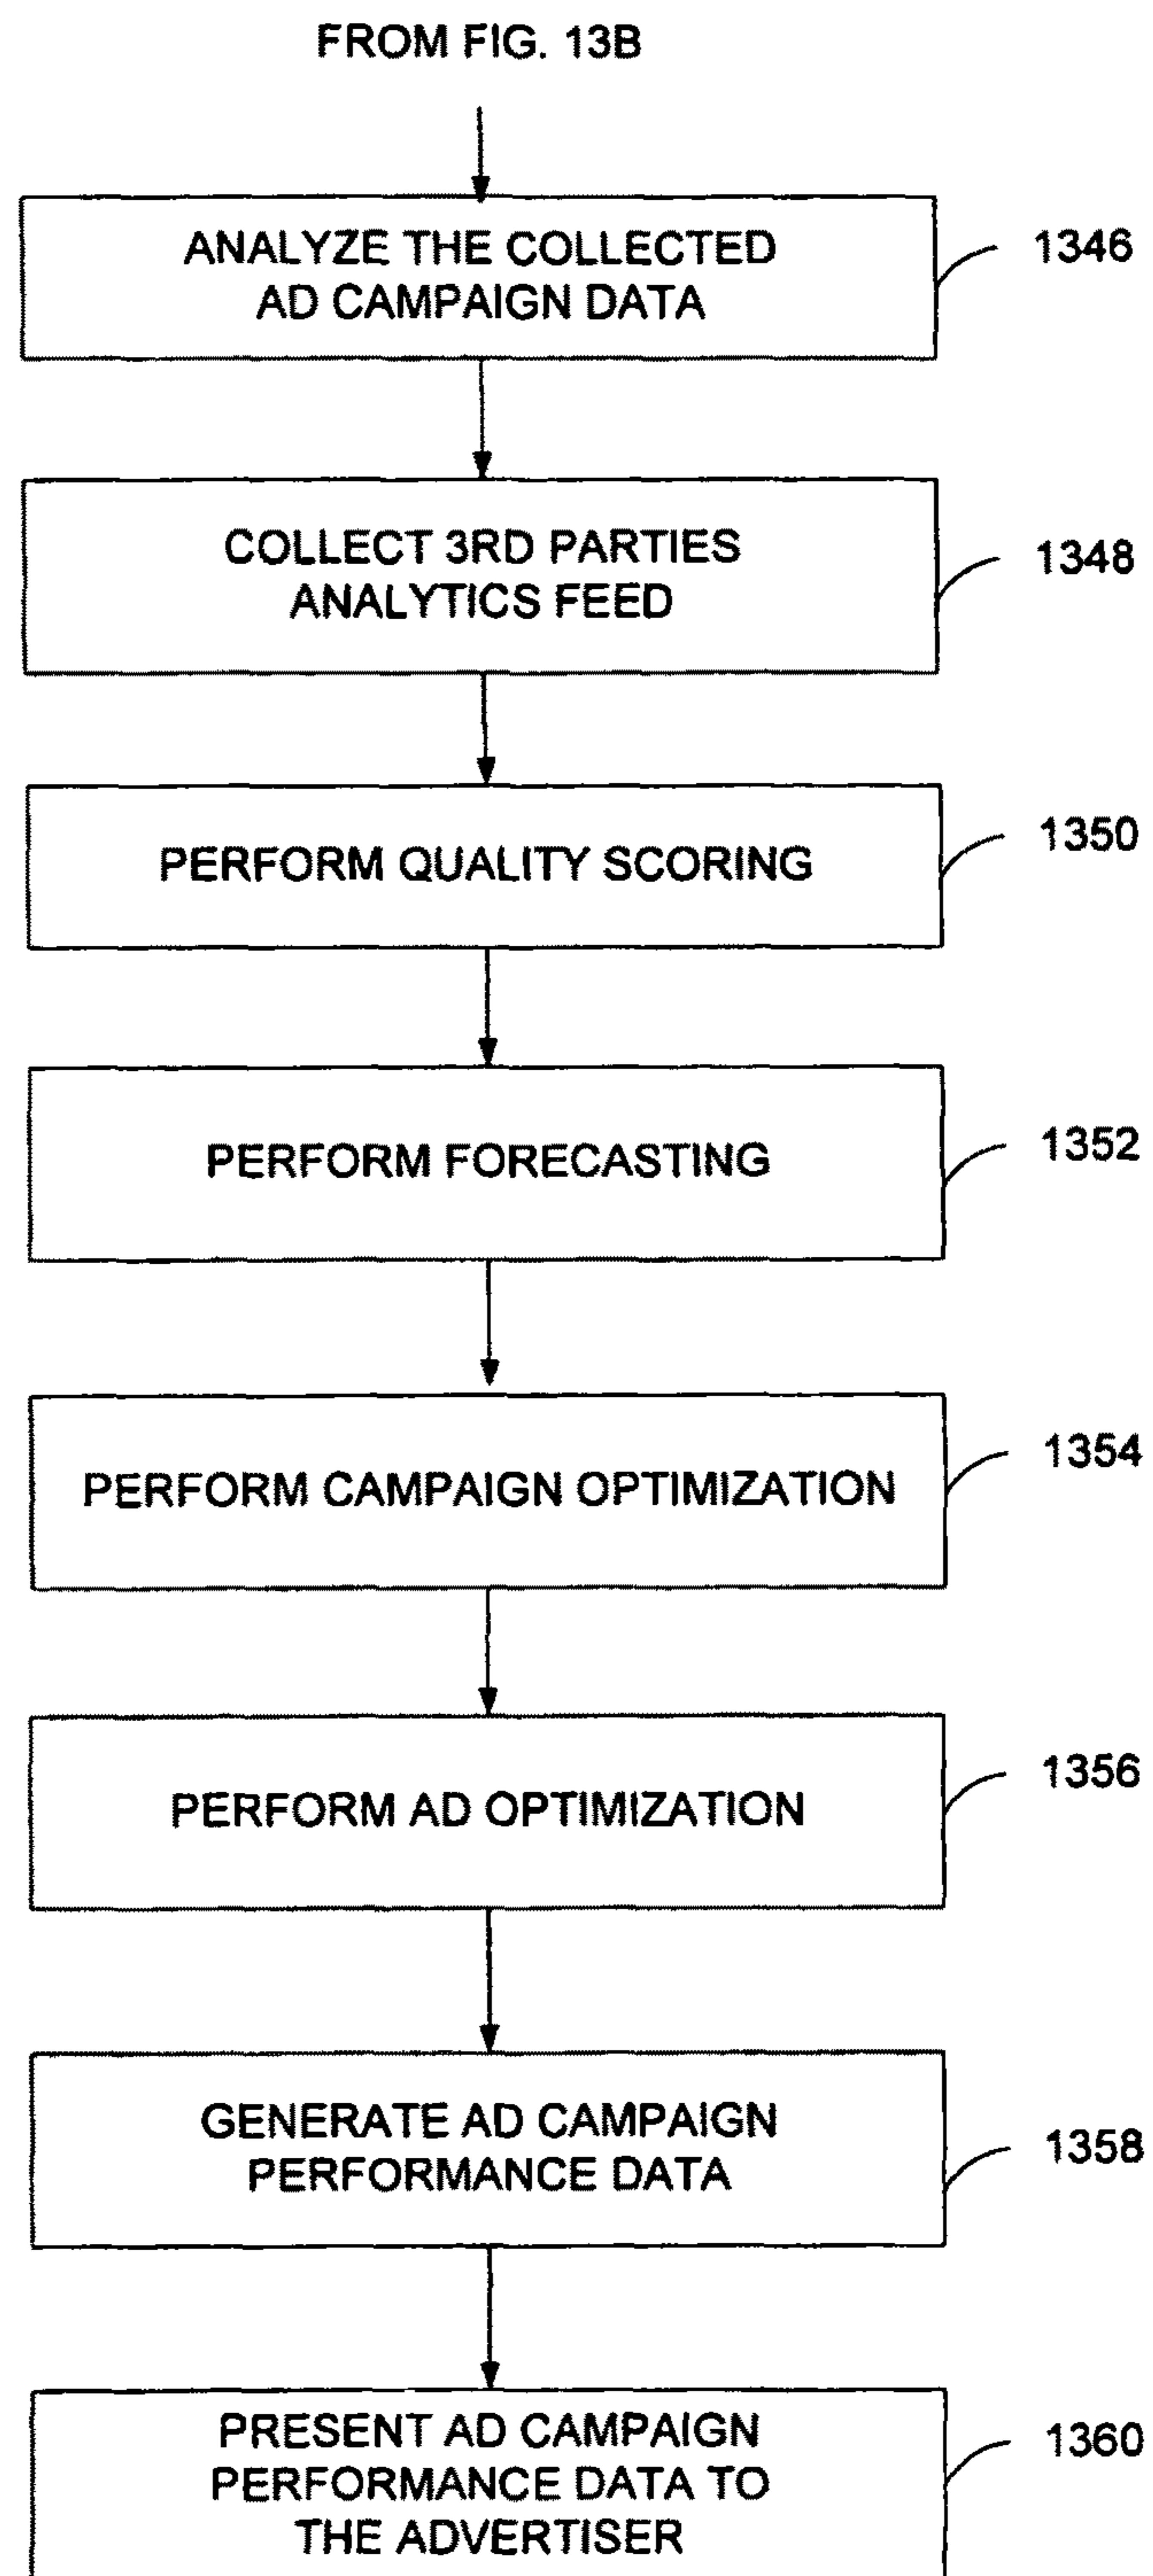 FROM FIG. 13B
ANALYZE THE COLLECTED
AD CAMPAIGN DATA
1346
COLLECT 3RD PARTIES
ANALYTICS FEED
1348
PERFORM QUALITY SCORING
1350
PERFORM FORECASTING
1352
PERFORM CAMPAIGN OPTIMIZATION
1354
PERFORM AD OPTIMIZATION
1356
GENERATE AD CAMPAIGN
PERFORMANCE DATA
1358
PRESENT AD CAMPAIGN
PERFORMANCE DATA TO
THE ADVERTISER
1360